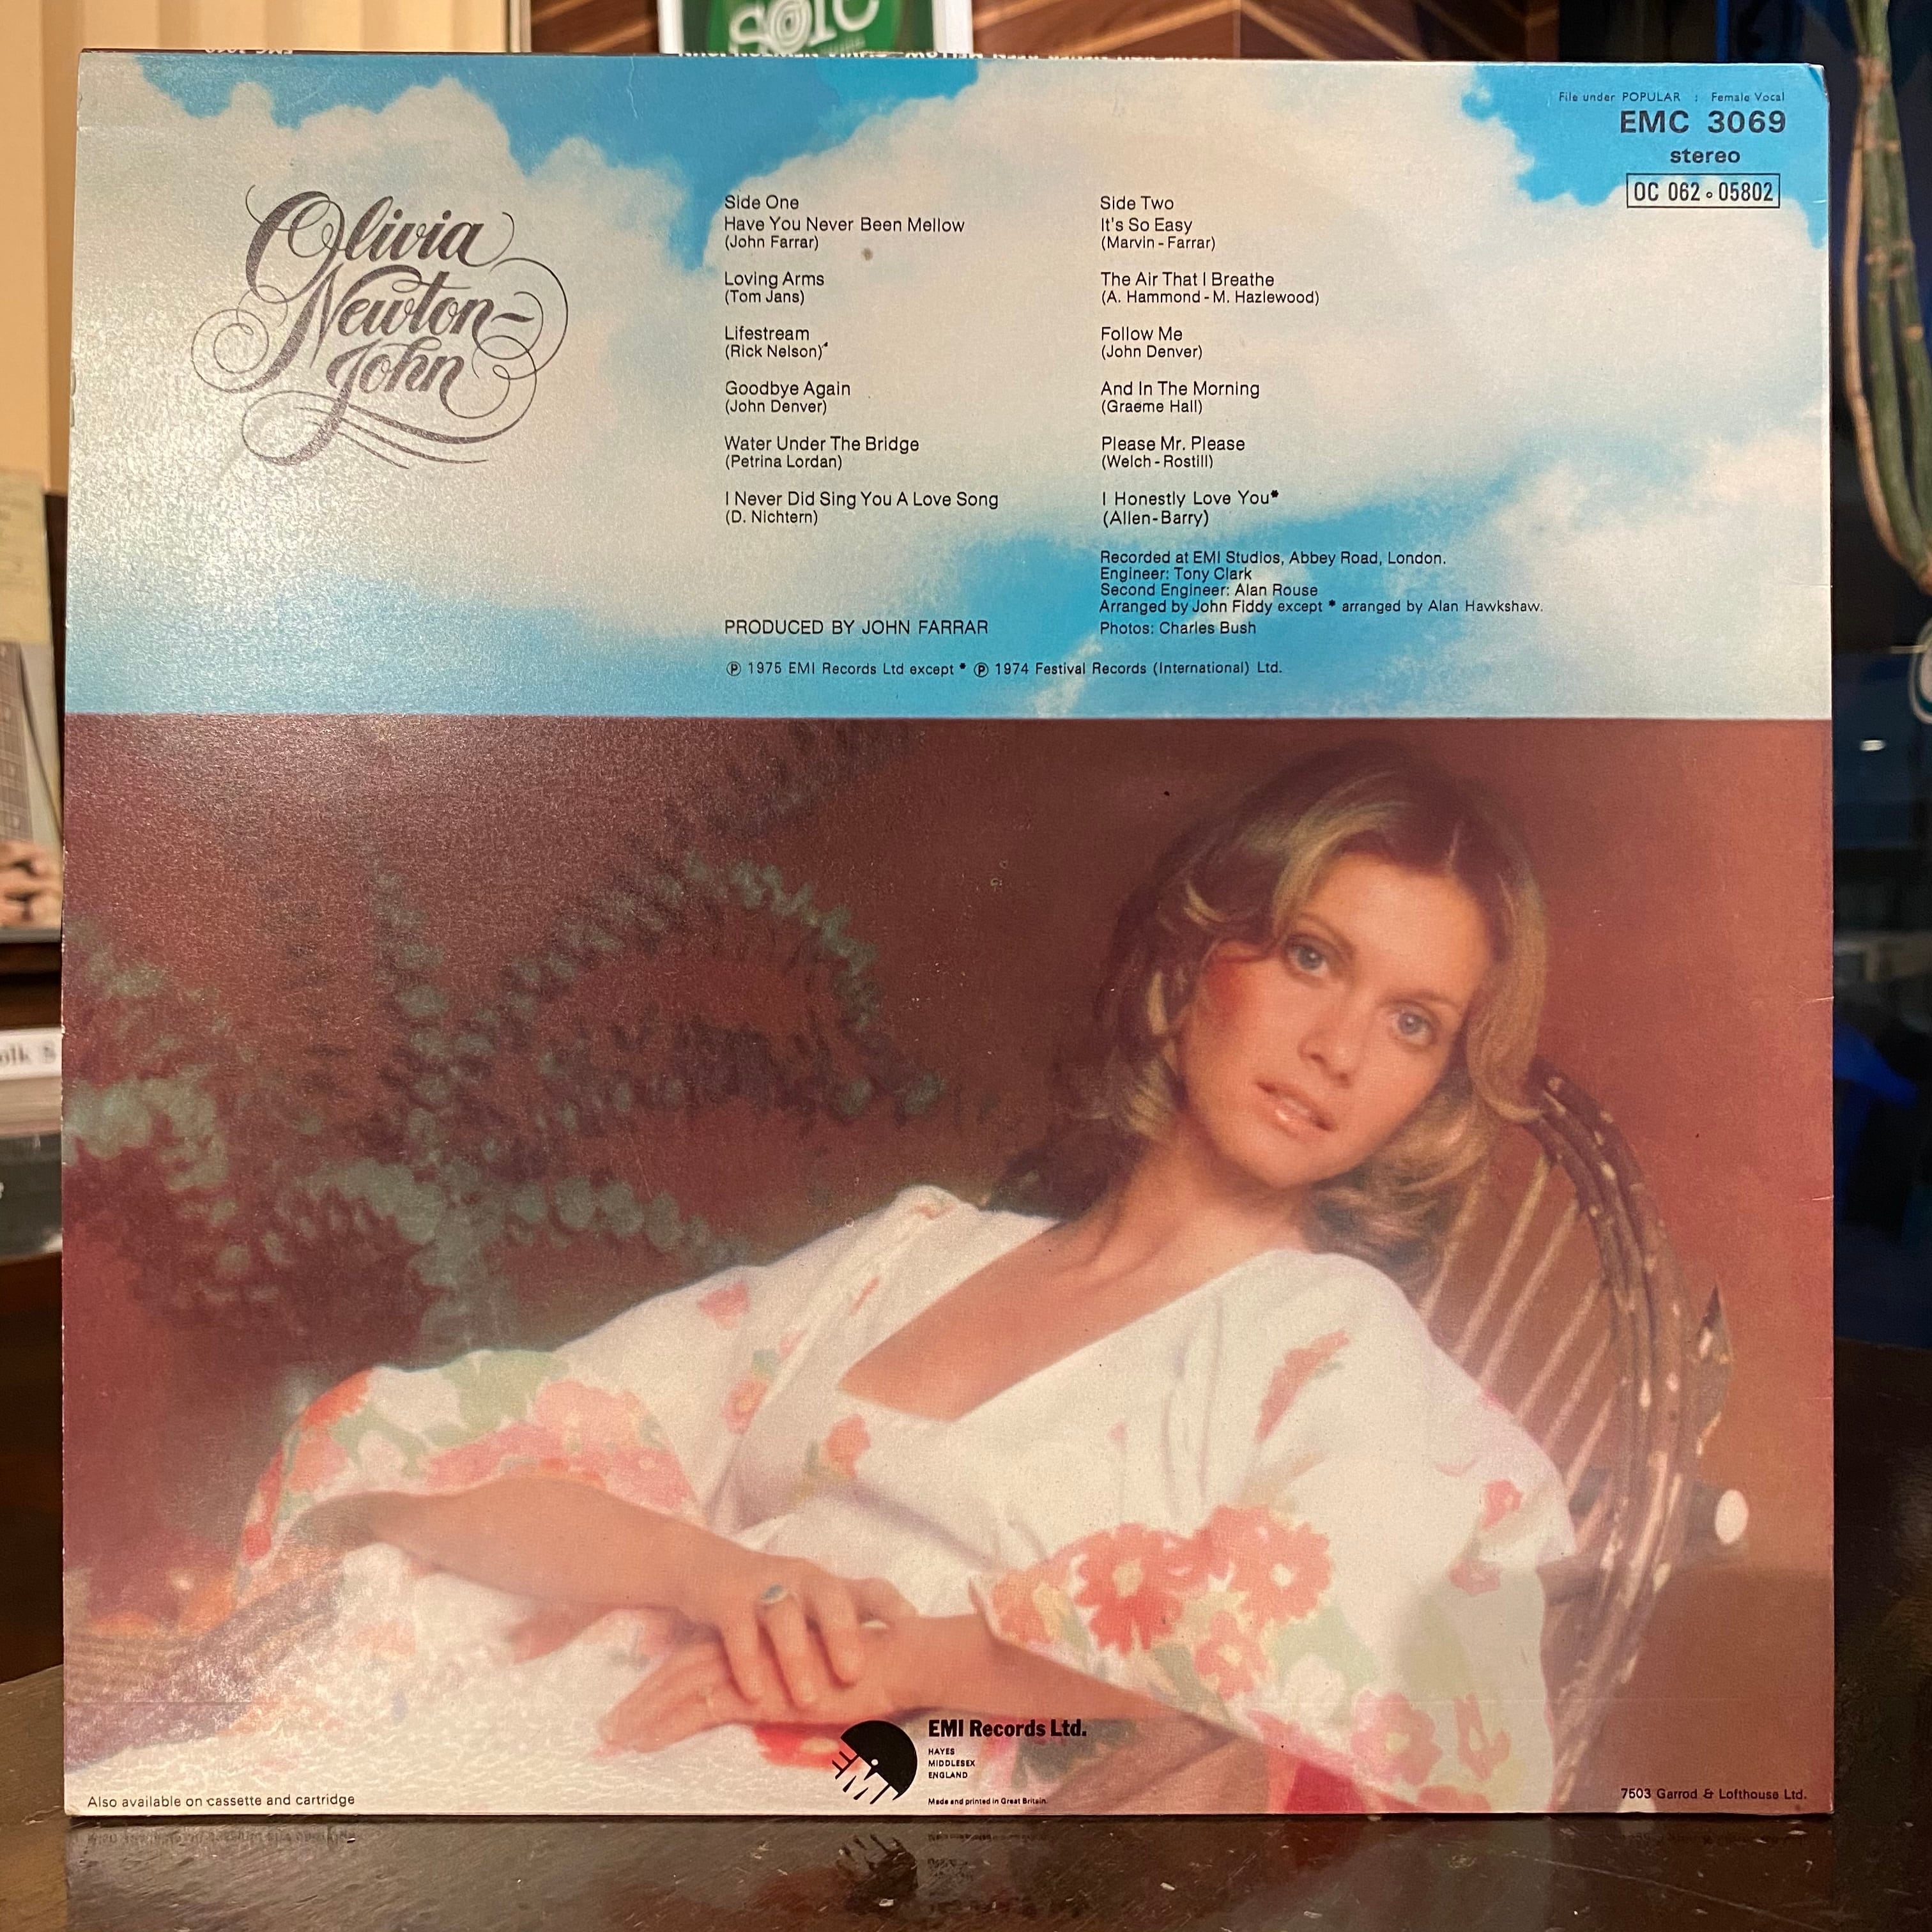 File under POPULAR : Female Vocal
EMC 3069
stereo
OC 062 ∘ 05802
Olivia
Newton-
John
Side One
Have You Never Been Mellow
(John Farrar)
Loving Arms
(Tom Jans)
Lifestream
(Rick Nelson)
Goodbye Again
(John Denver)
Water Under The Bridge
(Petrina Lordan)
I Never Did Sing You A Love Song
(D. Nichtern)
PRODUCED BY JOHN FARRAR
Side Two
It's So Easy
(Marvin - Farrar)
The Air That I Breathe
(A. Hammond - M. Hazlewood)
Follow Me
(John Denver)
And In The Morning
(Graeme Hall)
Please Mr. Please
(Welch - Rostill)
I Honestly Love You*
(Allen-Barry)
Recorded at EMI Studios, Abbey Road, London.
Engineer: Tony Clark
Second Engineer: Alan Rouse
Arranged by John Fiddy except * arranged by Alan Hawkshaw.
Photos: Charles Bush
℗ 1975 EMI Records Ltd except * ℗ 1974 Festival Records (International) Ltd.
EMI
EMI Records Ltd.
HAYES
MIDDLESEX
ENGLAND
Made and printed in Great Britain.
Also available on cassette and cartridge
7503 Garrod & Lofthouse Ltd.